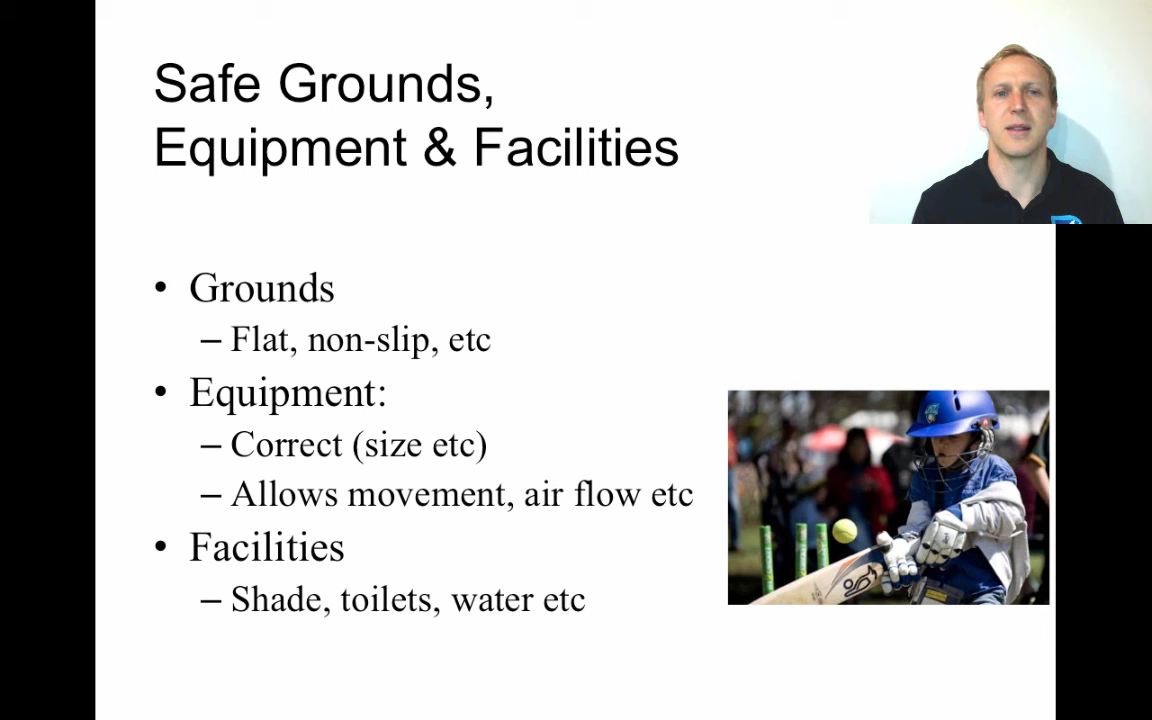 Safe Grounds,
Equipment & Facilities
• Grounds
– Flat, non-slip, etc
• Equipment:
– Correct (size etc)
– Allows movement, air flow etc
• Facilities
– Shade, toilets, water etc